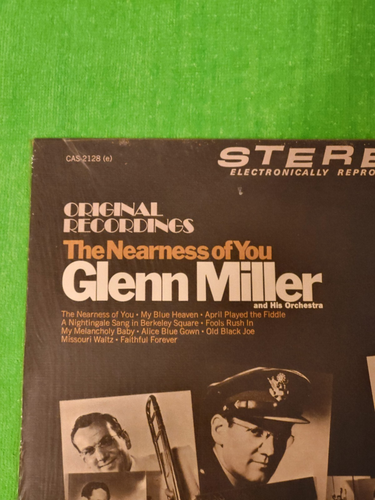 CAS-2128 (e)
STERE
ELECTRONICALLY REPRO
ORIGINAL
RECORDINGS
The Nearness of You
Glenn Miller
and His Orchestra
The Nearness of You • My Blue Heaven • April Played the Fiddle
A Nightingale Sang in Berkeley Square • Fools Rush In
My Melancholy Baby • Alice Blue Gown • Old Black Joe
Missouri Waltz • Faithful Forever